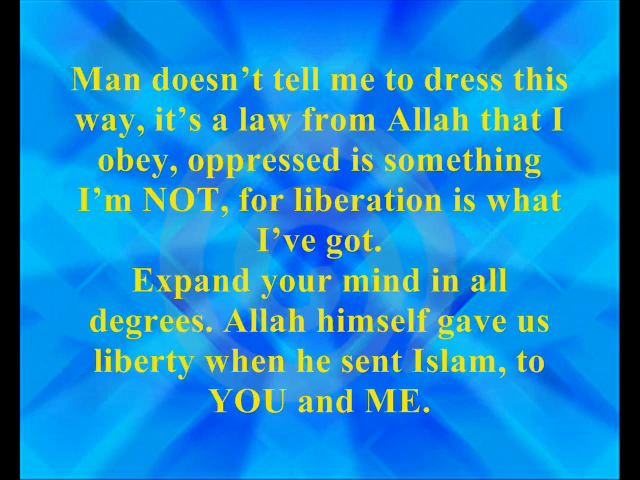 Man doesn’t tell me to dress this
way, it’s a law from Allah that I
obey, oppressed is something
I’m NOT, for liberation is what
I’ve got.
Expand your mind in all
degrees. Allah himself gave us
liberty when he sent Islam, to
YOU and ME.